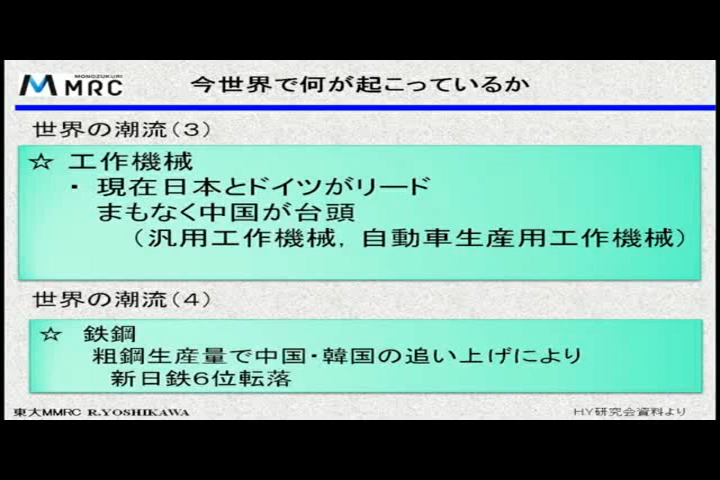 MONOZUKURI
MMRC
今世界で何が起こっているか
世界の潮流(3)
☆ 工作機械
・ 現在日本とドイツがリード
まもなく中国が台頭
(汎用工作機械, 自動車生産用工作機械)
世界の潮流(4)
☆ 鉄鋼
粗鋼生産量で中国・韓国の追い上げにより
新日鉄6位転落
東大MMRC R.YOSHIKAWA
HY研究会資料より